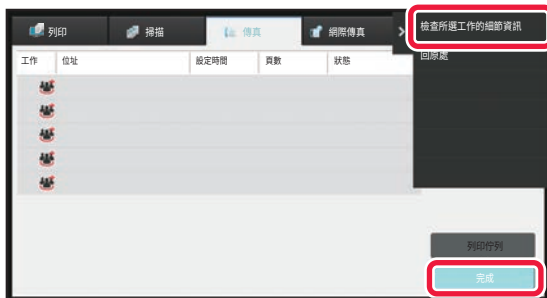 列印
掃描
傳真
網際傳真
檢查所選工作的細節資訊
回原處
工作 位址 設定時間 頁數 狀態
列印佇列
完成